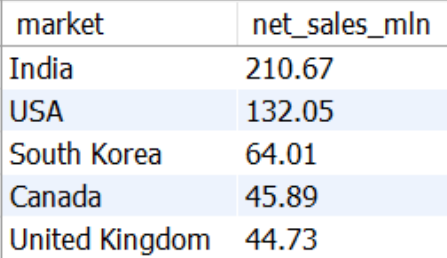 market net_sales_mln
India 210.67
USA 132.05
South Korea 64.01
Canada 45.89
United Kingdom 44.73